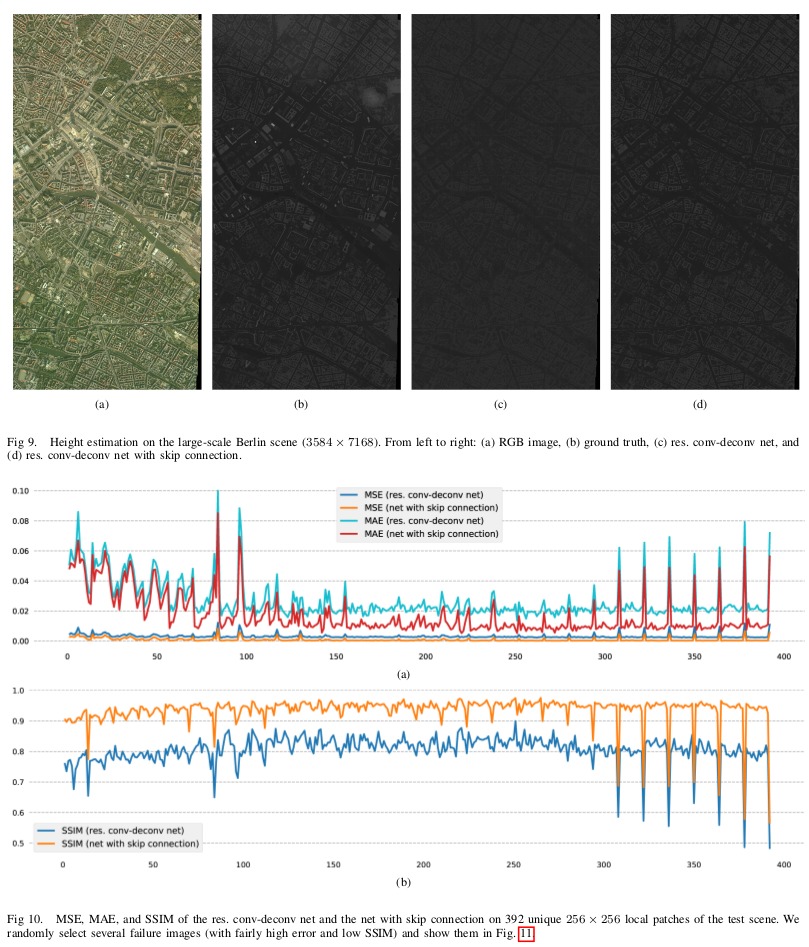 (a) (b) (c) (d)
Fig 9. Height estimation on the large-scale Berlin scene (3584 × 7168). From left to right: (a) RGB image, (b) ground truth, (c) res. conv-deconv net, and
(d) res. conv-deconv net with skip connection.
0.10
0.08
0.06
0.04
0.02
0.00
MSE (res. conv-deconv net)
MSE (net with skip connection)
MAE (res. conv-deconv net)
MAE (net with skip connection)
0 50 100 150 200 250 300 350 400
(a)
1.0
0.9
0.8
0.7
0.6
0.5
SSIM (res. conv-deconv net)
SSIM (net with skip connection)
0 50 100 150 200 250 300 350 400
(b)
Fig 10. MSE, MAE, and SSIM of the res. conv-deconv net and the net with skip connection on 392 unique 256 × 256 local patches of the test scene. We
randomly select several failure images (with fairly high error and low SSIM) and show them in Fig. 11.